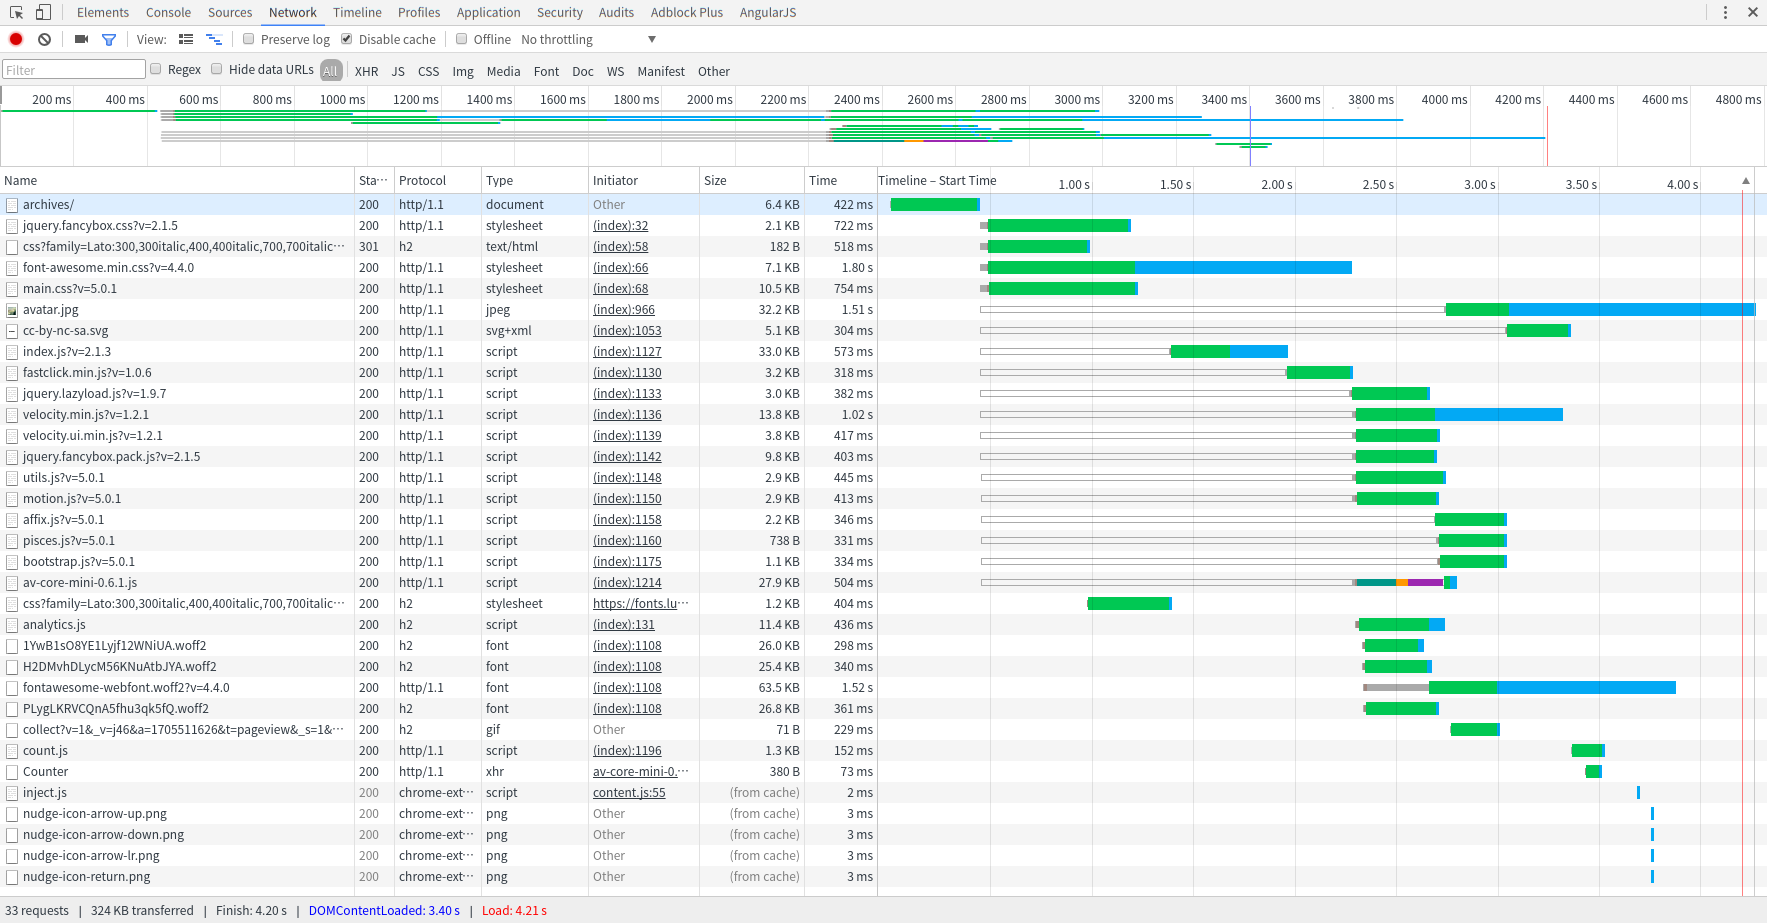 Elements Console Sources Network Timeline Profiles Application Security Audits Adblock Plus AngularJS
View: Preserve log Disable cache Offline No throttling
Filter Regex Hide data URLs All XHR JS CSS Img Media Font Doc WS Manifest Other
200 ms 400 ms 600 ms 800 ms 1000 ms 1200 ms 1400 ms 1600 ms 1800 ms 2000 ms 2200 ms 2400 ms 2600 ms 2800 ms 3000 ms 3200 ms 3400 ms 3600 ms 3800 ms 4000 ms 4200 ms 4400 ms 4600 ms 4800 ms
Name Sta… Protocol Type Initiator Size Time Timeline – Start Time 1.00 s 1.50 s 2.00 s 2.50 s 3.00 s 3.50 s 4.00 s
archives/ 200 http/1.1 document Other 6.4 KB 422 ms
jquery.fancybox.css?v=2.1.5 200 http/1.1 stylesheet (index):32 2.1 KB 722 ms
css?family=Lato:300,300italic,400,400italic,700,700italic… 301 h2 text/html (index):58 182 B 518 ms
font-awesome.min.css?v=4.4.0 200 http/1.1 stylesheet (index):66 7.1 KB 1.80 s
main.css?v=5.0.1 200 http/1.1 stylesheet (index):68 10.5 KB 754 ms
avatar.jpg 200 http/1.1 jpeg (index):966 32.2 KB 1.51 s
cc-by-nc-sa.svg 200 http/1.1 svg+xml (index):1053 5.1 KB 304 ms
index.js?v=2.1.3 200 http/1.1 script (index):1127 33.0 KB 573 ms
fastclick.min.js?v=1.0.6 200 http/1.1 script (index):1130 3.2 KB 318 ms
jquery.lazyload.js?v=1.9.7 200 http/1.1 script (index):1133 3.0 KB 382 ms
velocity.min.js?v=1.2.1 200 http/1.1 script (index):1136 13.8 KB 1.02 s
velocity.ui.min.js?v=1.2.1 200 http/1.1 script (index):1139 3.8 KB 417 ms
jquery.fancybox.pack.js?v=2.1.5 200 http/1.1 script (index):1142 9.8 KB 403 ms
utils.js?v=5.0.1 200 http/1.1 script (index):1148 2.9 KB 445 ms
motion.js?v=5.0.1 200 http/1.1 script (index):1150 2.9 KB 413 ms
affix.js?v=5.0.1 200 http/1.1 script (index):1158 2.2 KB 346 ms
pisces.js?v=5.0.1 200 http/1.1 script (index):1160 738 B 331 ms
bootstrap.js?v=5.0.1 200 http/1.1 script (index):1175 1.1 KB 334 ms
av-core-mini-0.6.1.js 200 http/1.1 script (index):1214 27.9 KB 504 ms
css?family=Lato:300,300italic,400,400italic,700,700italic… 200 h2 stylesheet https://fonts.lu… 1.2 KB 404 ms
analytics.js 200 h2 script (index):131 11.4 KB 436 ms
1YwB1sO8YE1Lyjf12WNiUA.woff2 200 h2 font (index):1108 26.0 KB 298 ms
H2DMvhDLycM56KNuAtbJYA.woff2 200 h2 font (index):1108 25.4 KB 340 ms
fontawesome-webfont.woff2?v=4.4.0 200 http/1.1 font (index):1108 63.5 KB 1.52 s
PLygLKRVCQnA5fhu3qk5fQ.woff2 200 h2 font (index):1108 26.8 KB 361 ms
collect?v=1&_v=j46&a=1705511626&t=pageview&_s=1&… 200 h2 gif Other 71 B 229 ms
count.js 200 http/1.1 script (index):1196 1.3 KB 152 ms
Counter 200 http/1.1 xhr av-core-mini-0.… 380 B 73 ms
inject.js 200 chrome-ext… script content.js:55 (from cache) 2 ms
nudge-icon-arrow-up.png 200 chrome-ext… png Other (from cache) 3 ms
nudge-icon-arrow-down.png 200 chrome-ext… png Other (from cache) 3 ms
nudge-icon-arrow-lr.png 200 chrome-ext… png Other (from cache) 3 ms
nudge-icon-return.png 200 chrome-ext… png Other (from cache) 3 ms
33 requests | 324 KB transferred | Finish: 4.20 s | DOMContentLoaded: 3.40 s | Load: 4.21 s